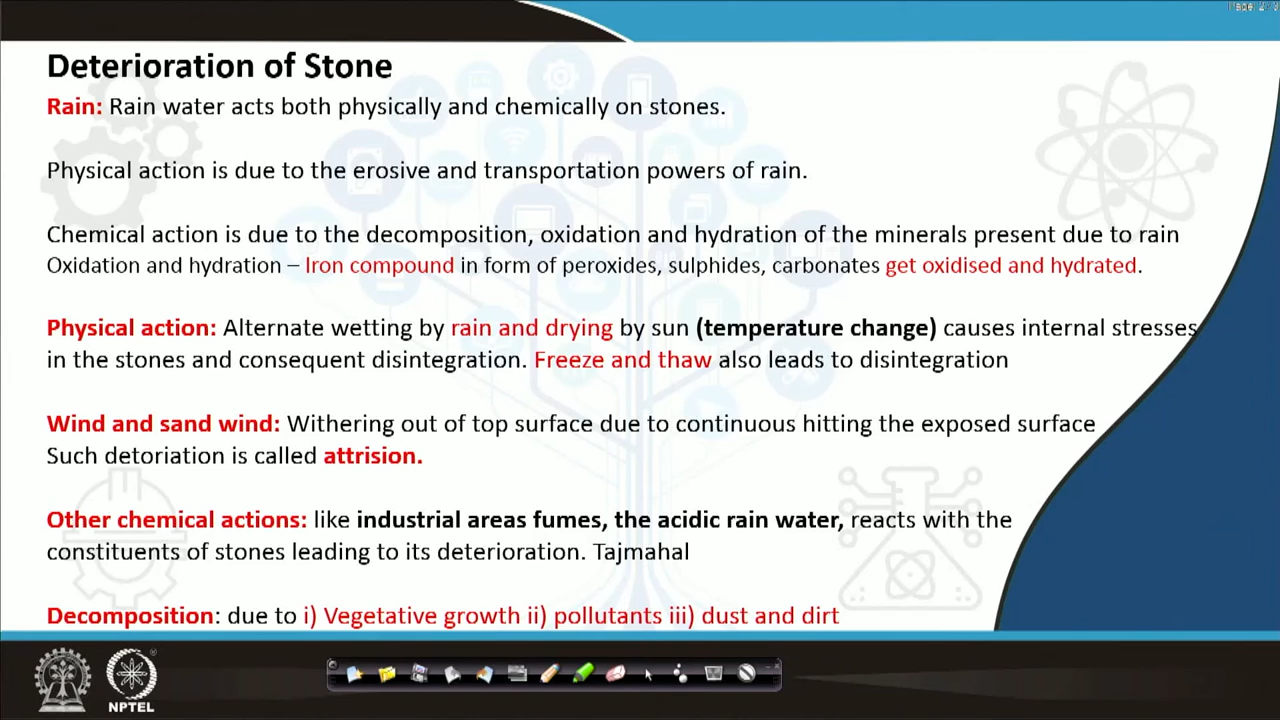 Deterioration of Stone
Rain: Rain water acts both physically and chemically on stones.
Physical action is due to the erosive and transportation powers of rain.
Chemical action is due to the decomposition, oxidation and hydration of the minerals present due to rain
Oxidation and hydration – Iron compound in form of peroxides, sulphides, carbonates get oxidised and hydrated.
Physical action: Alternate wetting by rain and drying by sun (temperature change) causes internal stresses
in the stones and consequent disintegration. Freeze and thaw also leads to disintegration
Wind and sand wind: Withering out of top surface due to continuous hitting the exposed surface
Such detoriation is called attrision.
Other chemical actions: like industrial areas fumes, the acidic rain water, reacts with the
constituents of stones leading to its deterioration. Tajmahal
Decomposition: due to i) Vegetative growth ii) pollutants iii) dust and dirt
NPTEL